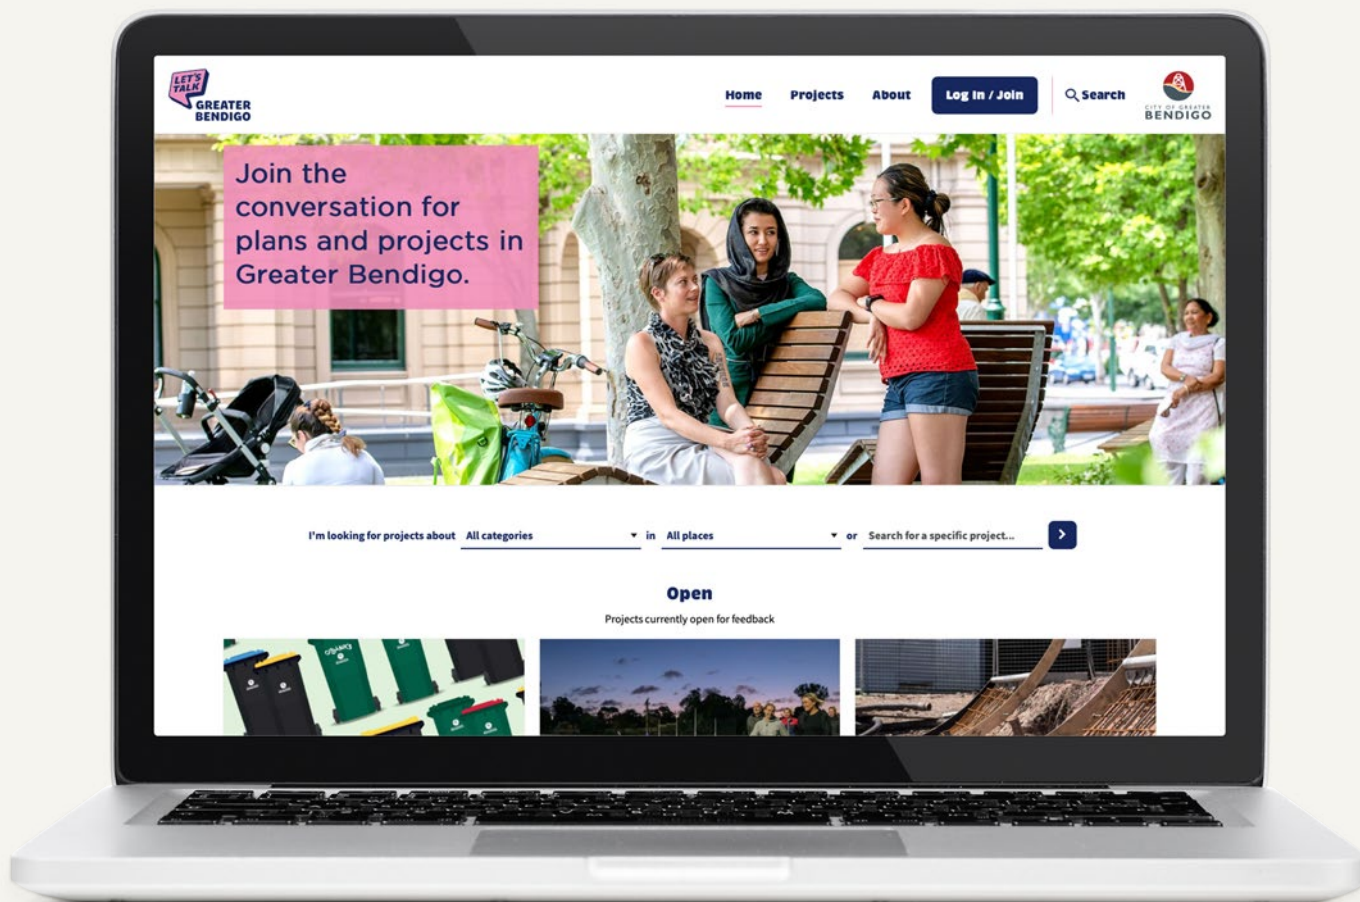 LET'S
TALK
GREATER
BENDIGO
Home Projects About Log In / Join Search
CITY OF GREATER
BENDIGO
Join the
conversation for
plans and projects in
Greater Bendigo.
I'm looking for projects about All categories in All places or Search for a specific project...
Open
Projects currently open for feedback